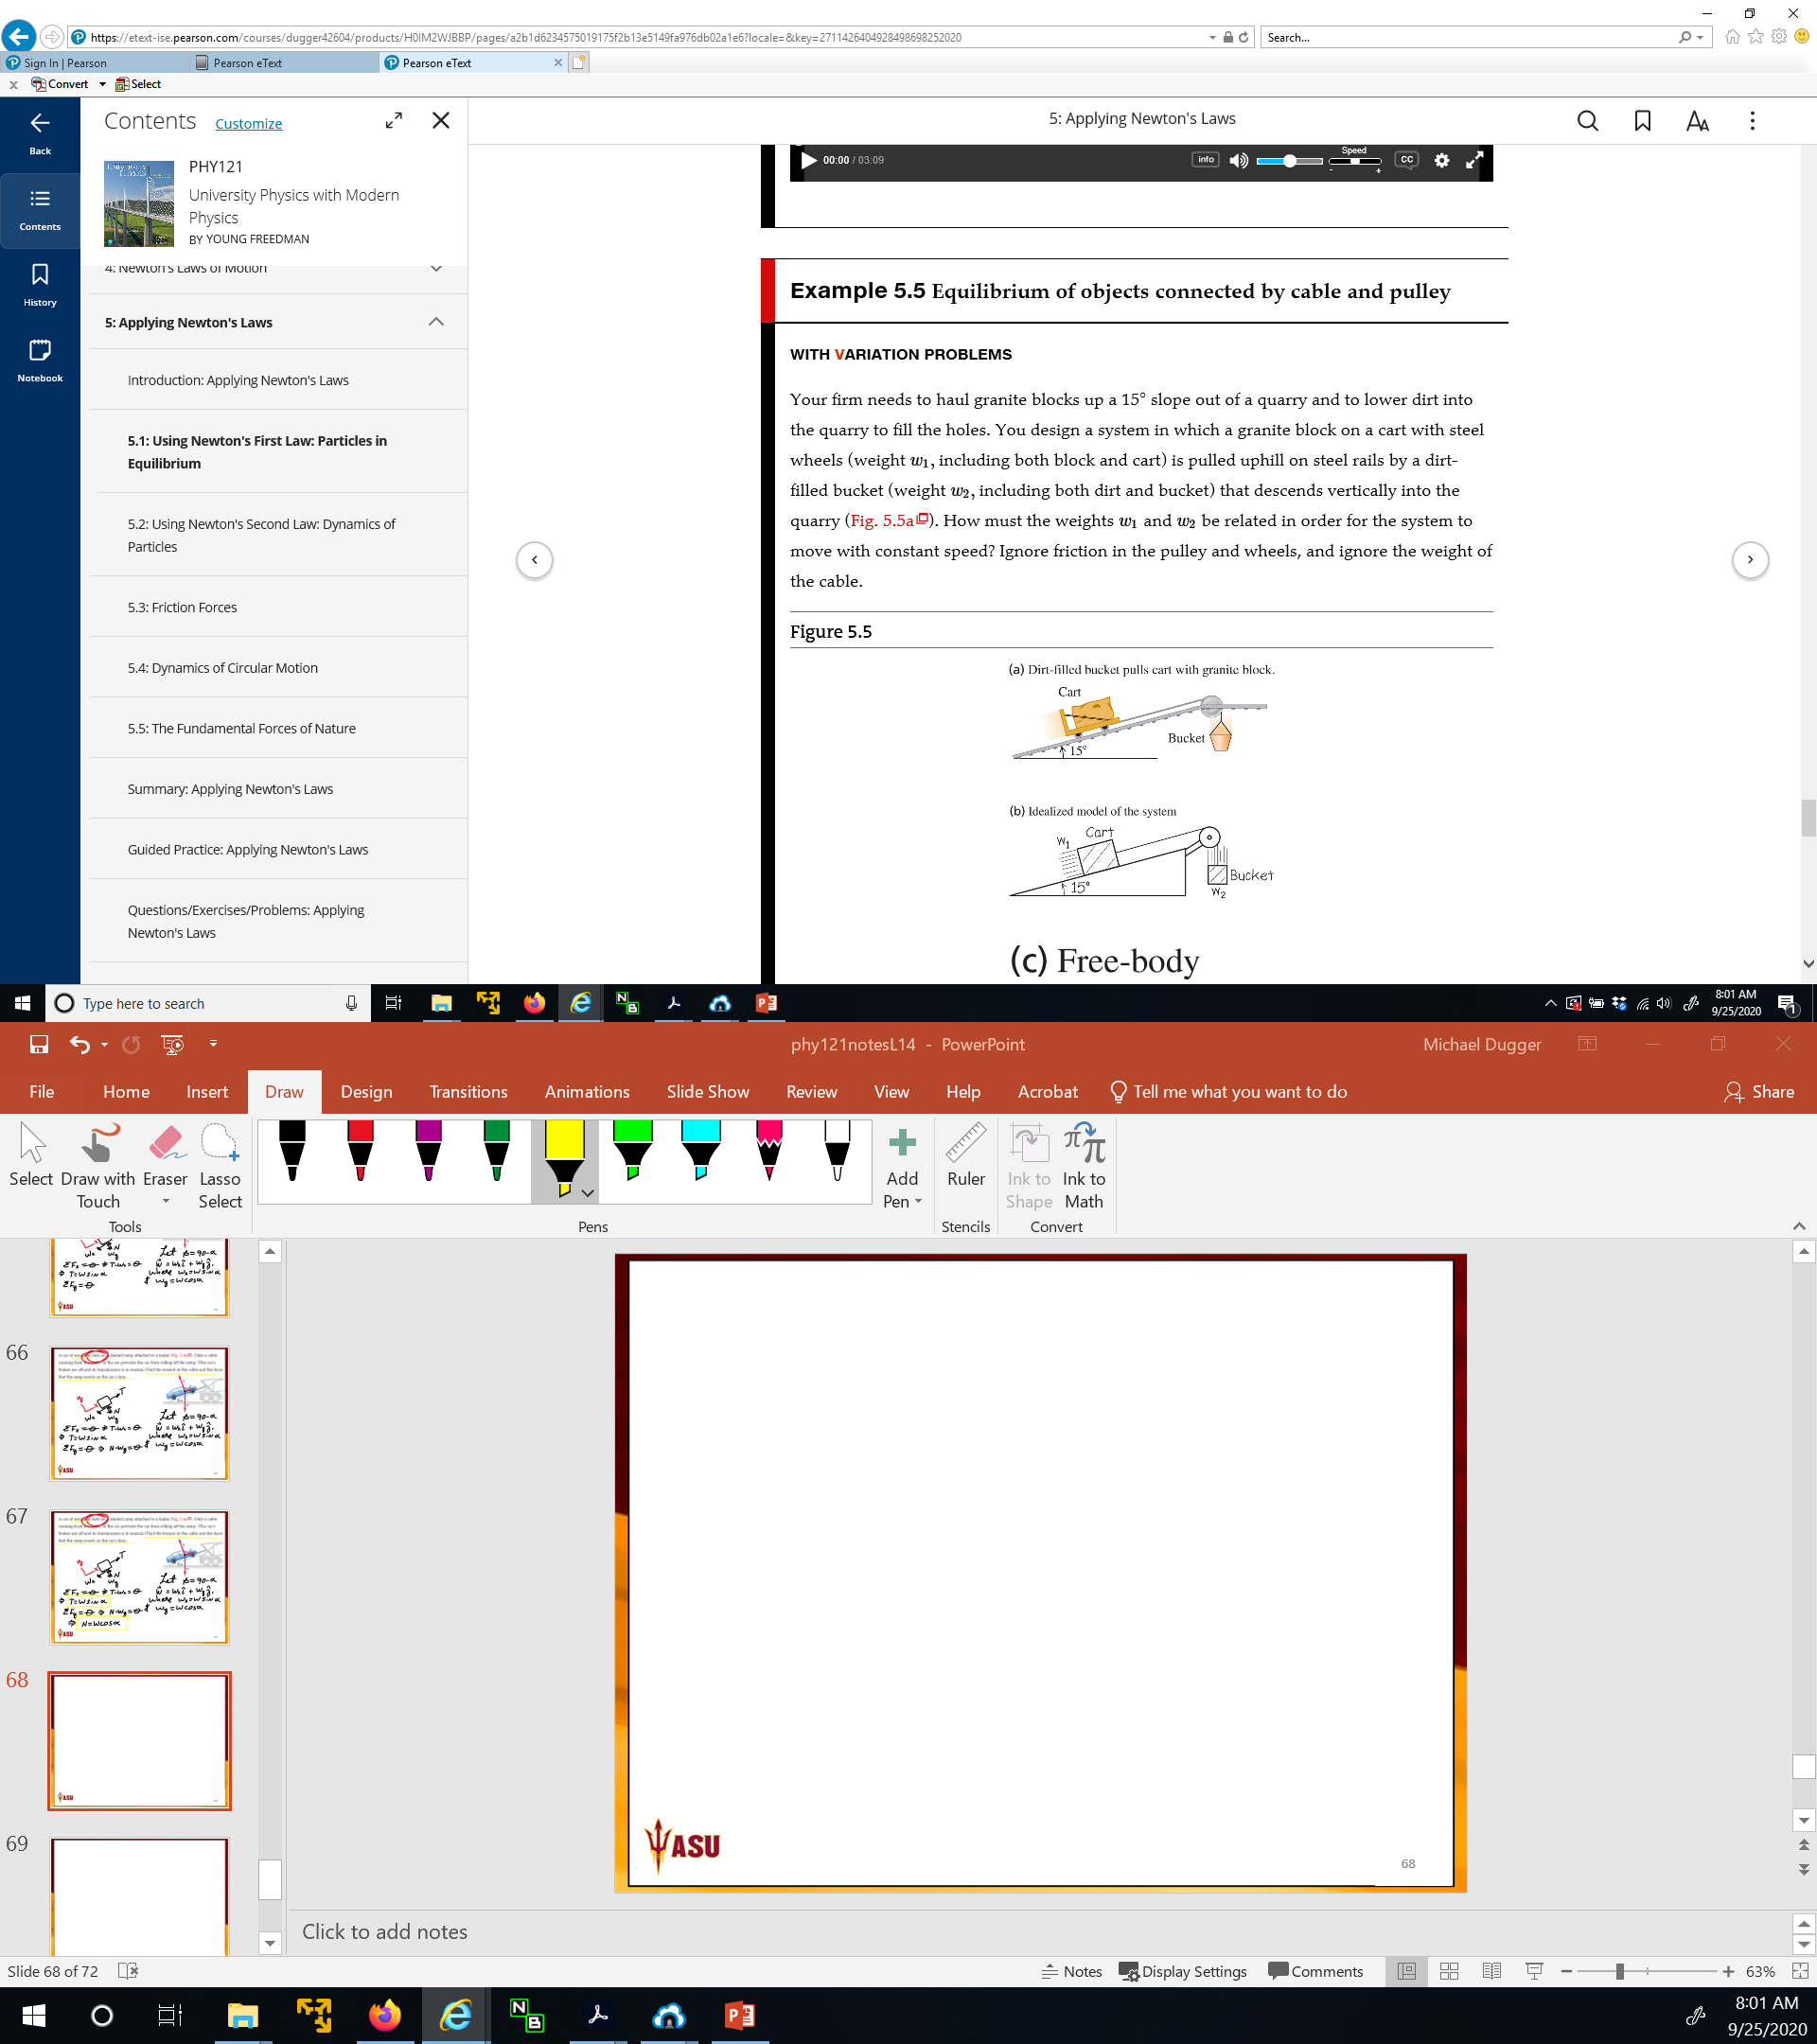 https://etext-ise.pearson.com/courses/dugger42604/products/H0IM2WJBBP/pages/a2b1d6234575019175f2b13e5149fa976db02a1e6?locale=&key=2711426404928498698252020
Search...
Sign In | Pearson
Pearson eText
Pearson eText
Convert
Select
Contents
Customize
5: Applying Newton's Laws
Back
PHY121
University Physics with Modern
Physics
BY YOUNG FREEDMAN
00:00 / 03:09
info
Speed
CC
Contents
4: Newton's Laws of Motion
History
5: Applying Newton's Laws
Notebook
Introduction: Applying Newton's Laws
5.1: Using Newton's First Law: Particles in
Equilibrium
5.2: Using Newton's Second Law: Dynamics of
Particles
5.3: Friction Forces
5.4: Dynamics of Circular Motion
5.5: The Fundamental Forces of Nature
Summary: Applying Newton's Laws
Guided Practice: Applying Newton's Laws
Questions/Exercises/Problems: Applying
Newton's Laws
Example 5.5 Equilibrium of objects connected by cable and pulley
WITH VARIATION PROBLEMS
Your firm needs to haul granite blocks up a 15° slope out of a quarry and to lower dirt into
the quarry to fill the holes. You design a system in which a granite block on a cart with steel
wheels (weight w₁, including both block and cart) is pulled uphill on steel rails by a dirt-
filled bucket (weight w₂, including both dirt and bucket) that descends vertically into the
quarry (Fig. 5.5a). How must the weights w₁ and w₂ be related in order for the system to
move with constant speed? Ignore friction in the pulley and wheels, and ignore the weight of
the cable.
Figure 5.5
(a) Dirt-filled bucket pulls cart with granite block.
Cart
Bucket
15°
(b) Idealized model of the system
Cart
W₁
15°
Bucket
W₂
(c) Free-body
Type here to search
8:01 AM
9/25/2020
1
phy121notesL14 - PowerPoint
Michael Dugger
File
Home
Insert
Draw
Design
Transitions
Animations
Slide Show
Review
View
Help
Acrobat
Tell me what you want to do
Share
Select
Draw with
Touch
Eraser
Lasso
Select
Add
Pen
Ruler
Ink to
Shape
Ink to
Math
Tools
Pens
Stencils
Convert
66
67
68
69
ASU
68
Click to add notes
Slide 68 of 72
Notes
Display Settings
Comments
63%
8:01 AM
9/25/2020